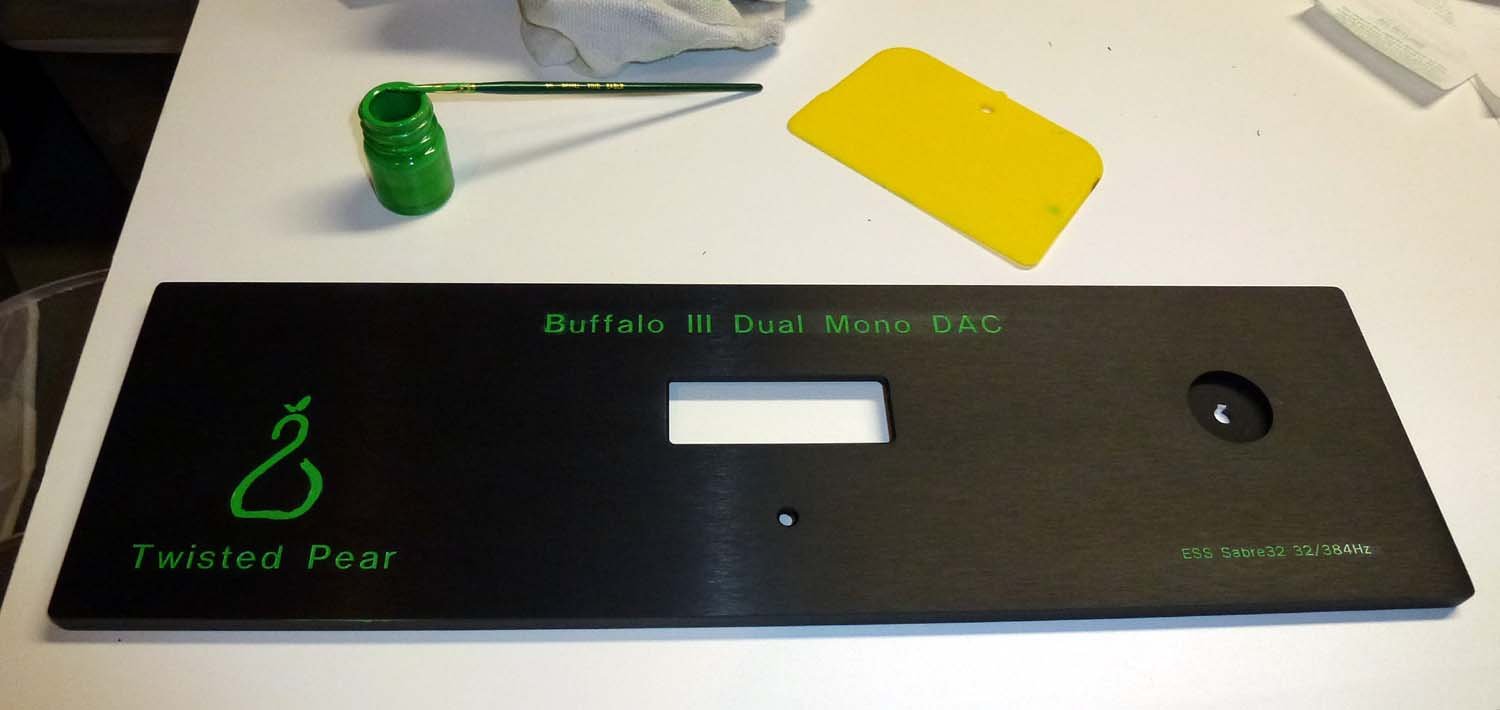 Buffalo III Dual Mono DAC
Twisted Pear
ESS Sabre32 32/384Hz